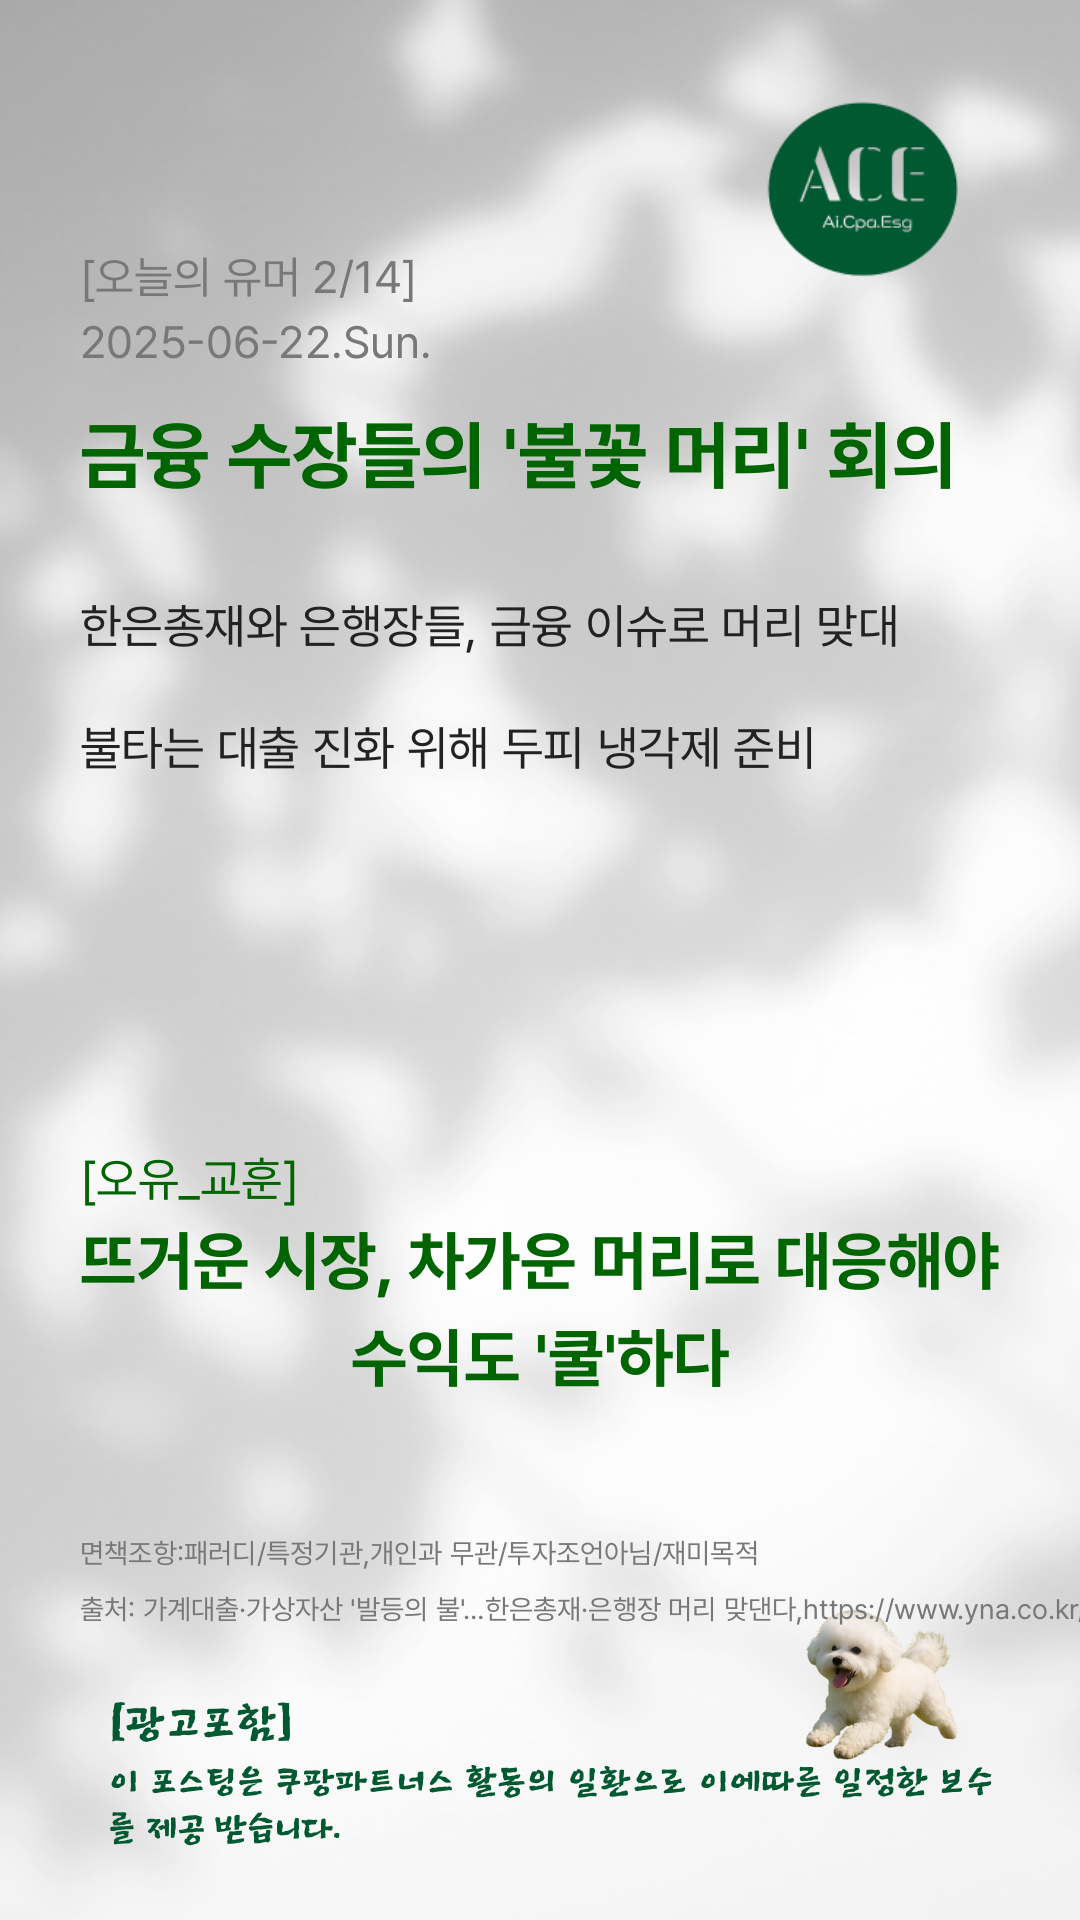 ACE
Ai.Cpa.Esg
[오늘의 유머 2/14]
2025-06-22.Sun.
금융 수장들의 '불꽃 머리' 회의
한은총재와 은행장들, 금융 이슈로 머리 맞대
불타는 대출 진화 위해 두피 냉각제 준비
[오유_교훈]
뜨거운 시장, 차가운 머리로 대응해야
수익도 '쿨'하다
면책조항:패러디/특정기관,개인과 무관/투자조언아님/재미목적
출처: 가계대출·가상자산 '발등의 불'…한은총재·은행장 머리 맞댄다,https://www.yna.co.kr/
[광고포함]
이 포스팅은 쿠팡파트너스 활동의 일환으로 이에따른 일정한 보수
를 제공 받습니다.